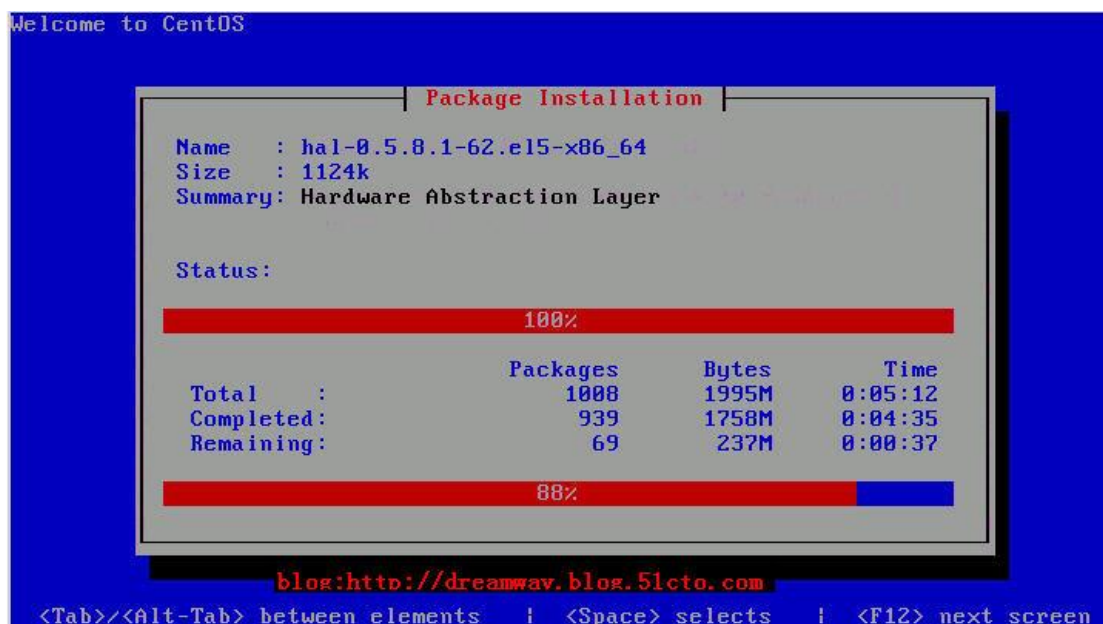 Welcome to CentOS
Package Installation
Name : hal-0.5.8.1-62.el5-x86_64
Size : 1124k
Summary: Hardware Abstraction Layer
Status:
100%
Packages Bytes Time
Total : 1008 1995M 0:05:12
Completed: 939 1758M 0:04:35
Remaining: 69 237M 0:00:37
88%
blog:http://dreamway.blog.51cto.com
<Tab>/<Alt-Tab> between elements | <Space> selects | <F12> next screen